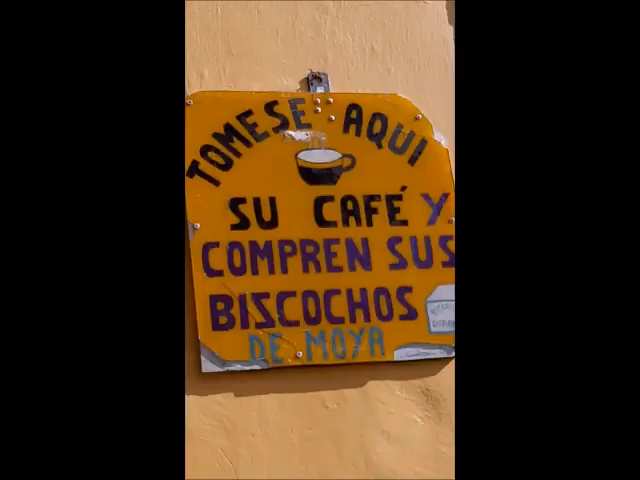 TOMESE AQUI
SU CAFÉ Y
COMPREN SUS
BISCOCHOS
DE MOYA